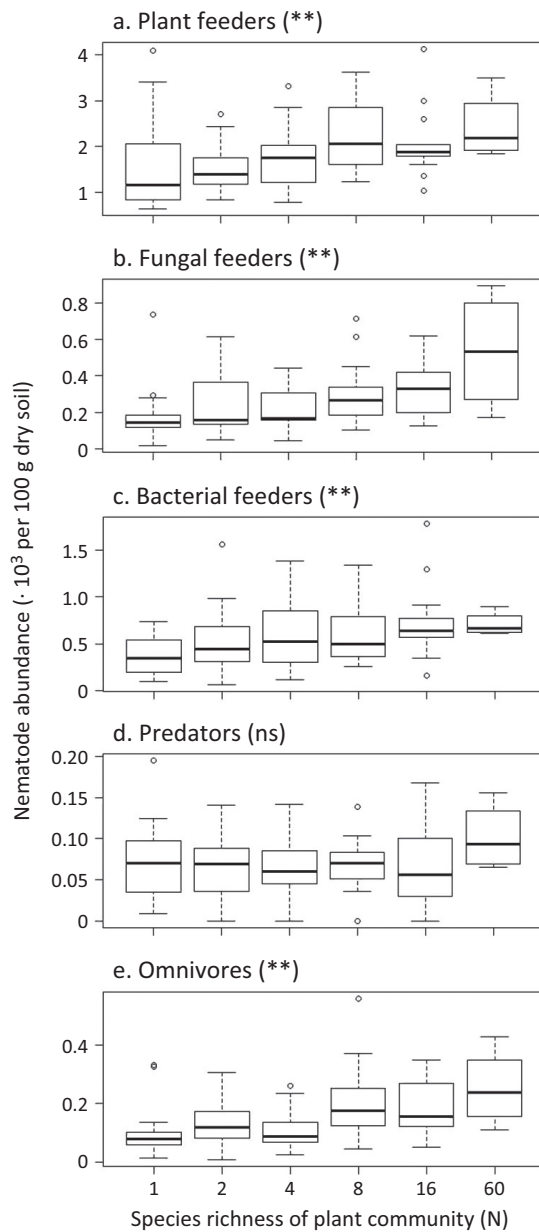 a. Plant feeders (**)
4
3
2
1
b. Fungal feeders (**)
0.8
0.6
0.4
0.2
0
c. Bacterial feeders (**)
1.5
1.0
0.5
0
d. Predators (ns)
0.20
0.15
0.10
0.05
0
e. Omnivores (**)
0.4
0.2
0
1 2 4 8 16 60
Species richness of plant community (N)
Nematode abundance (· 10³ per 100 g dry soil)